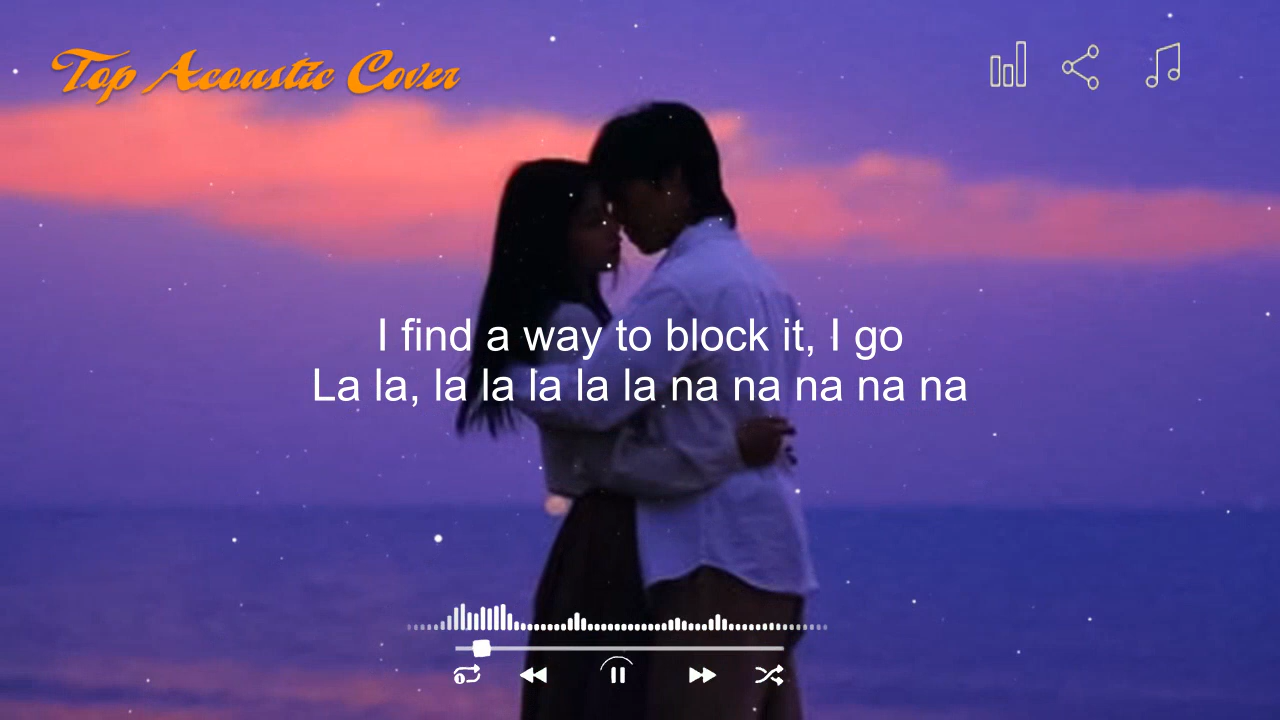 Top Acoustic Cover
I find a way to block it, I go
La la, la la la la la na na na na na